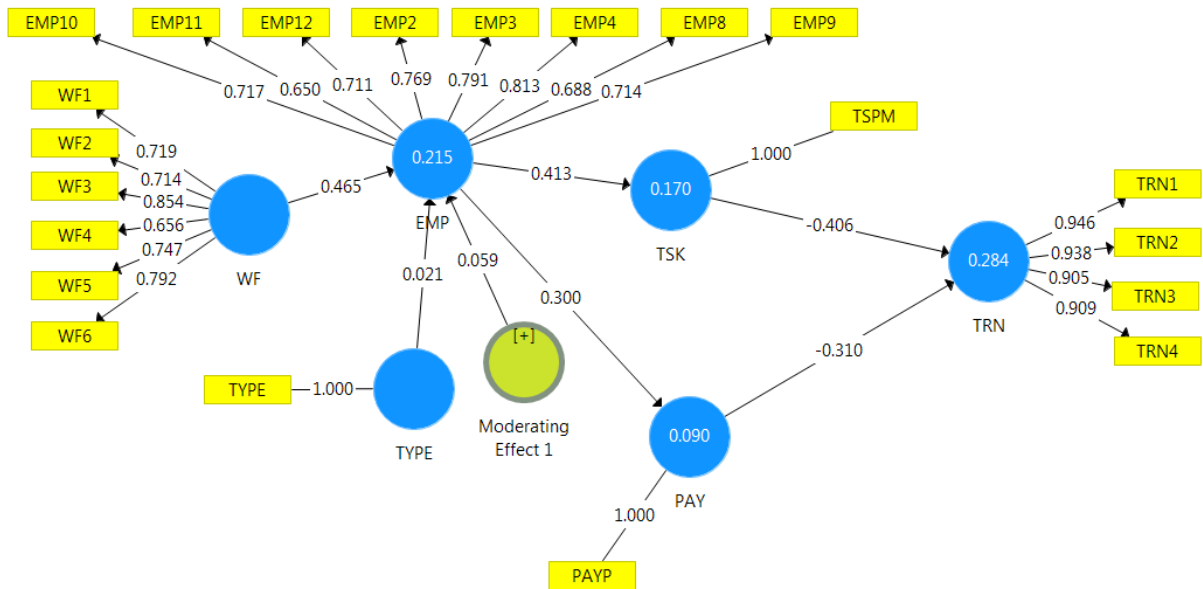 EMP10 EMP11 EMP12 EMP2 EMP3 EMP4 EMP8 EMP9
0.717 0.650 0.711 0.769 0.791 0.813 0.688 0.714
WF1
WF2
WF3
WF4
WF5
WF6
0.719
0.714
0.854
0.656
0.747
0.792
WF
0.465
0.215
EMP
0.413
TSPM
1.000
0.170
TSK
-0.406
TRN1
TRN2
TRN3
TRN4
0.946
0.938
0.905
0.909
0.284
TRN
0.021
0.059
0.300
-0.310
[+]
Moderating
Effect 1
TYPE
1.000
TYPE
0.090
PAY
1.000
PAYP